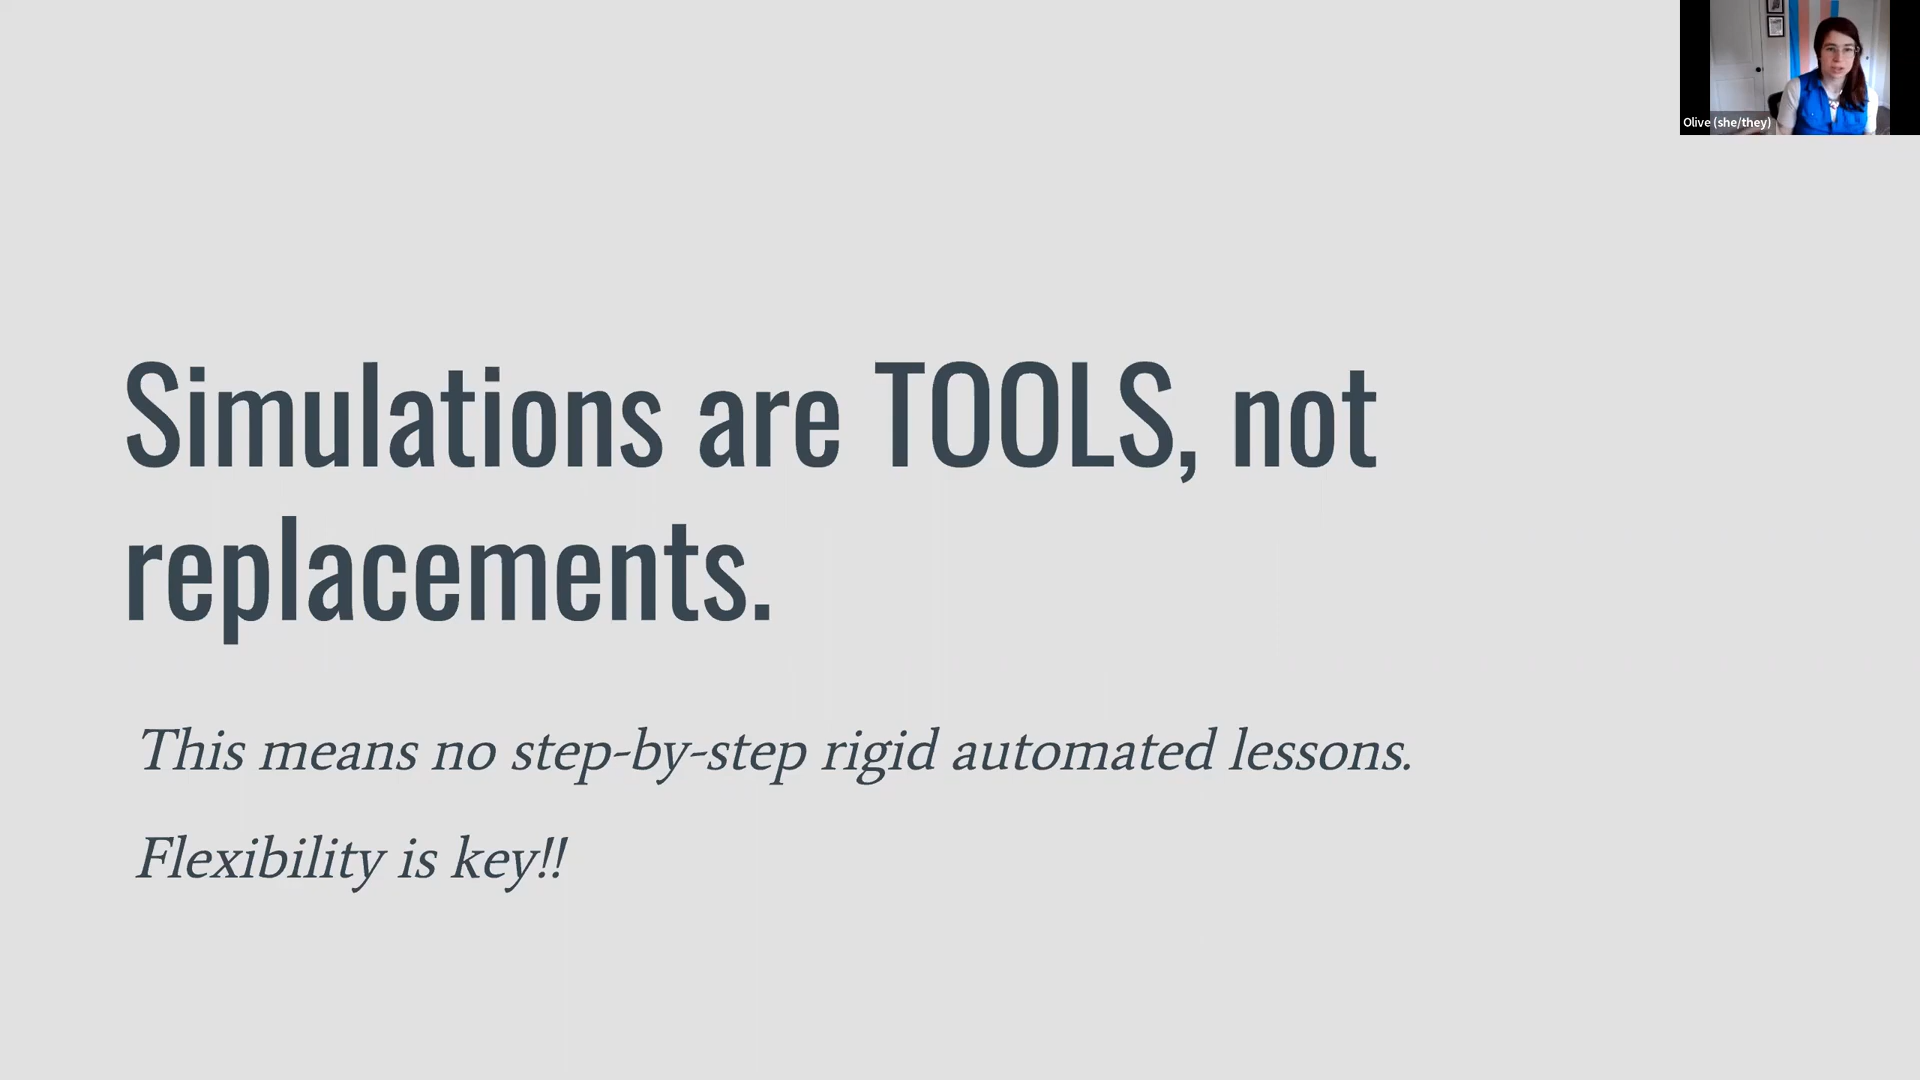 Olive (she/they)
Simulations are TOOLS, not
replacements.
This means no step-by-step rigid automated lessons.
Flexibility is key!!